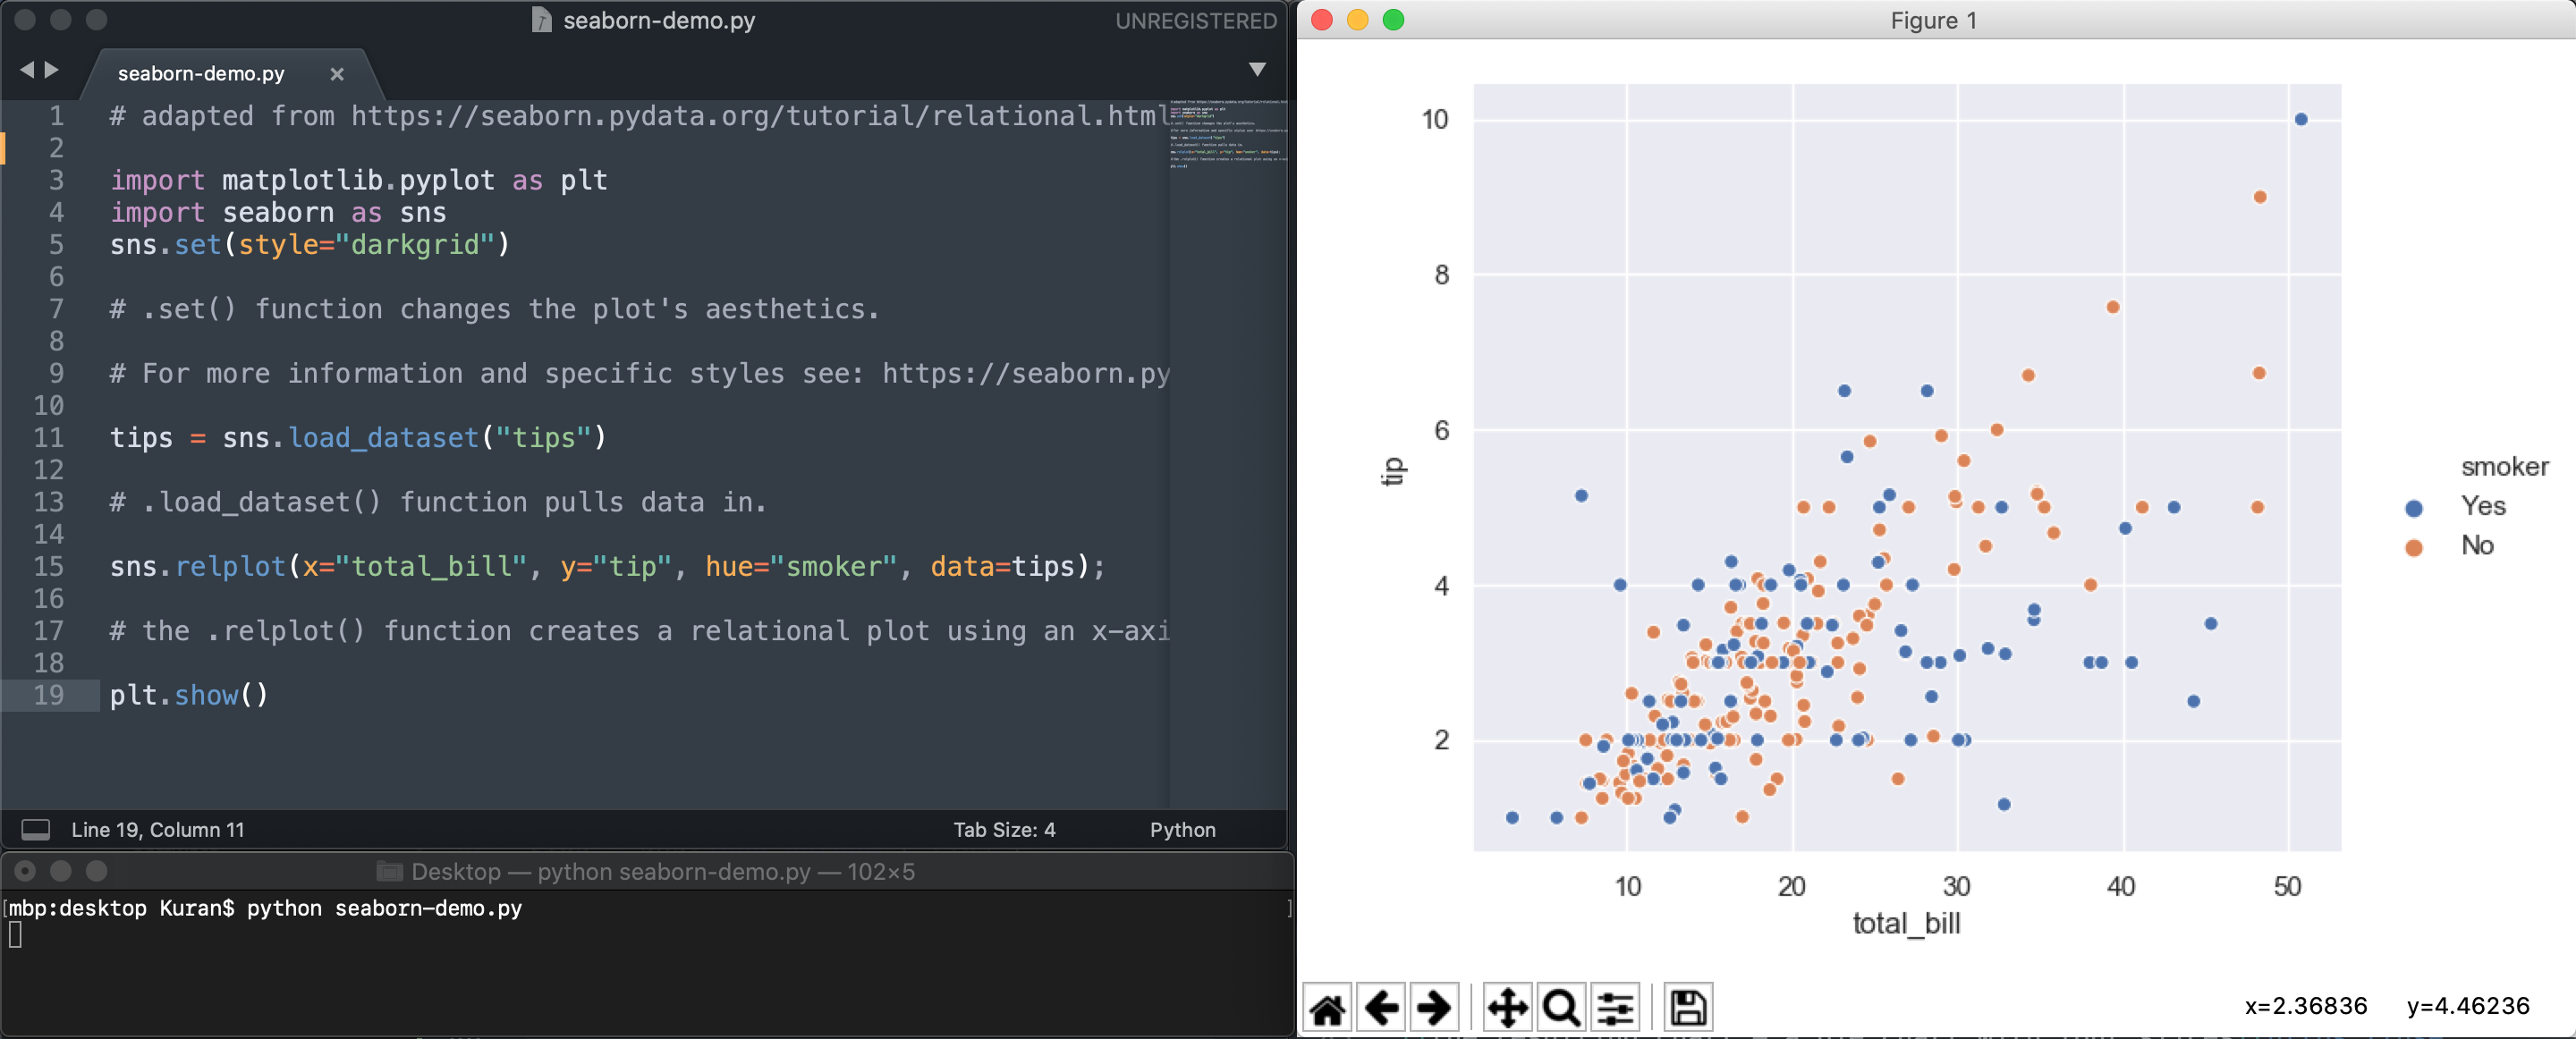 seaborn-demo.py
UNREGISTERED
seaborn-demo.py ×
1 # adapted from https://seaborn.pydata.org/tutorial/relational.html
2
3 import matplotlib.pyplot as plt
4 import seaborn as sns
5 sns.set(style="darkgrid")
6
7 # .set() function changes the plot's aesthetics.
8
9 # For more information and specific styles see: https://seaborn.py
10
11 tips = sns.load_dataset("tips")
12
13 # .load_dataset() function pulls data in.
14
15 sns.relplot(x="total_bill", y="tip", hue="smoker", data=tips);
16
17 # the .relplot() function creates a relational plot using an x-axi
18
19 plt.show()
Line 19, Column 11
Tab Size: 4
Python
Desktop — python seaborn-demo.py — 102×5
[mbp:desktop Kuran$ python seaborn-demo.py ]
Figure 1
10
8
6
4
2
tip
10 20 30 40 50
total_bill
smoker
Yes
No
x=2.36836 y=4.46236